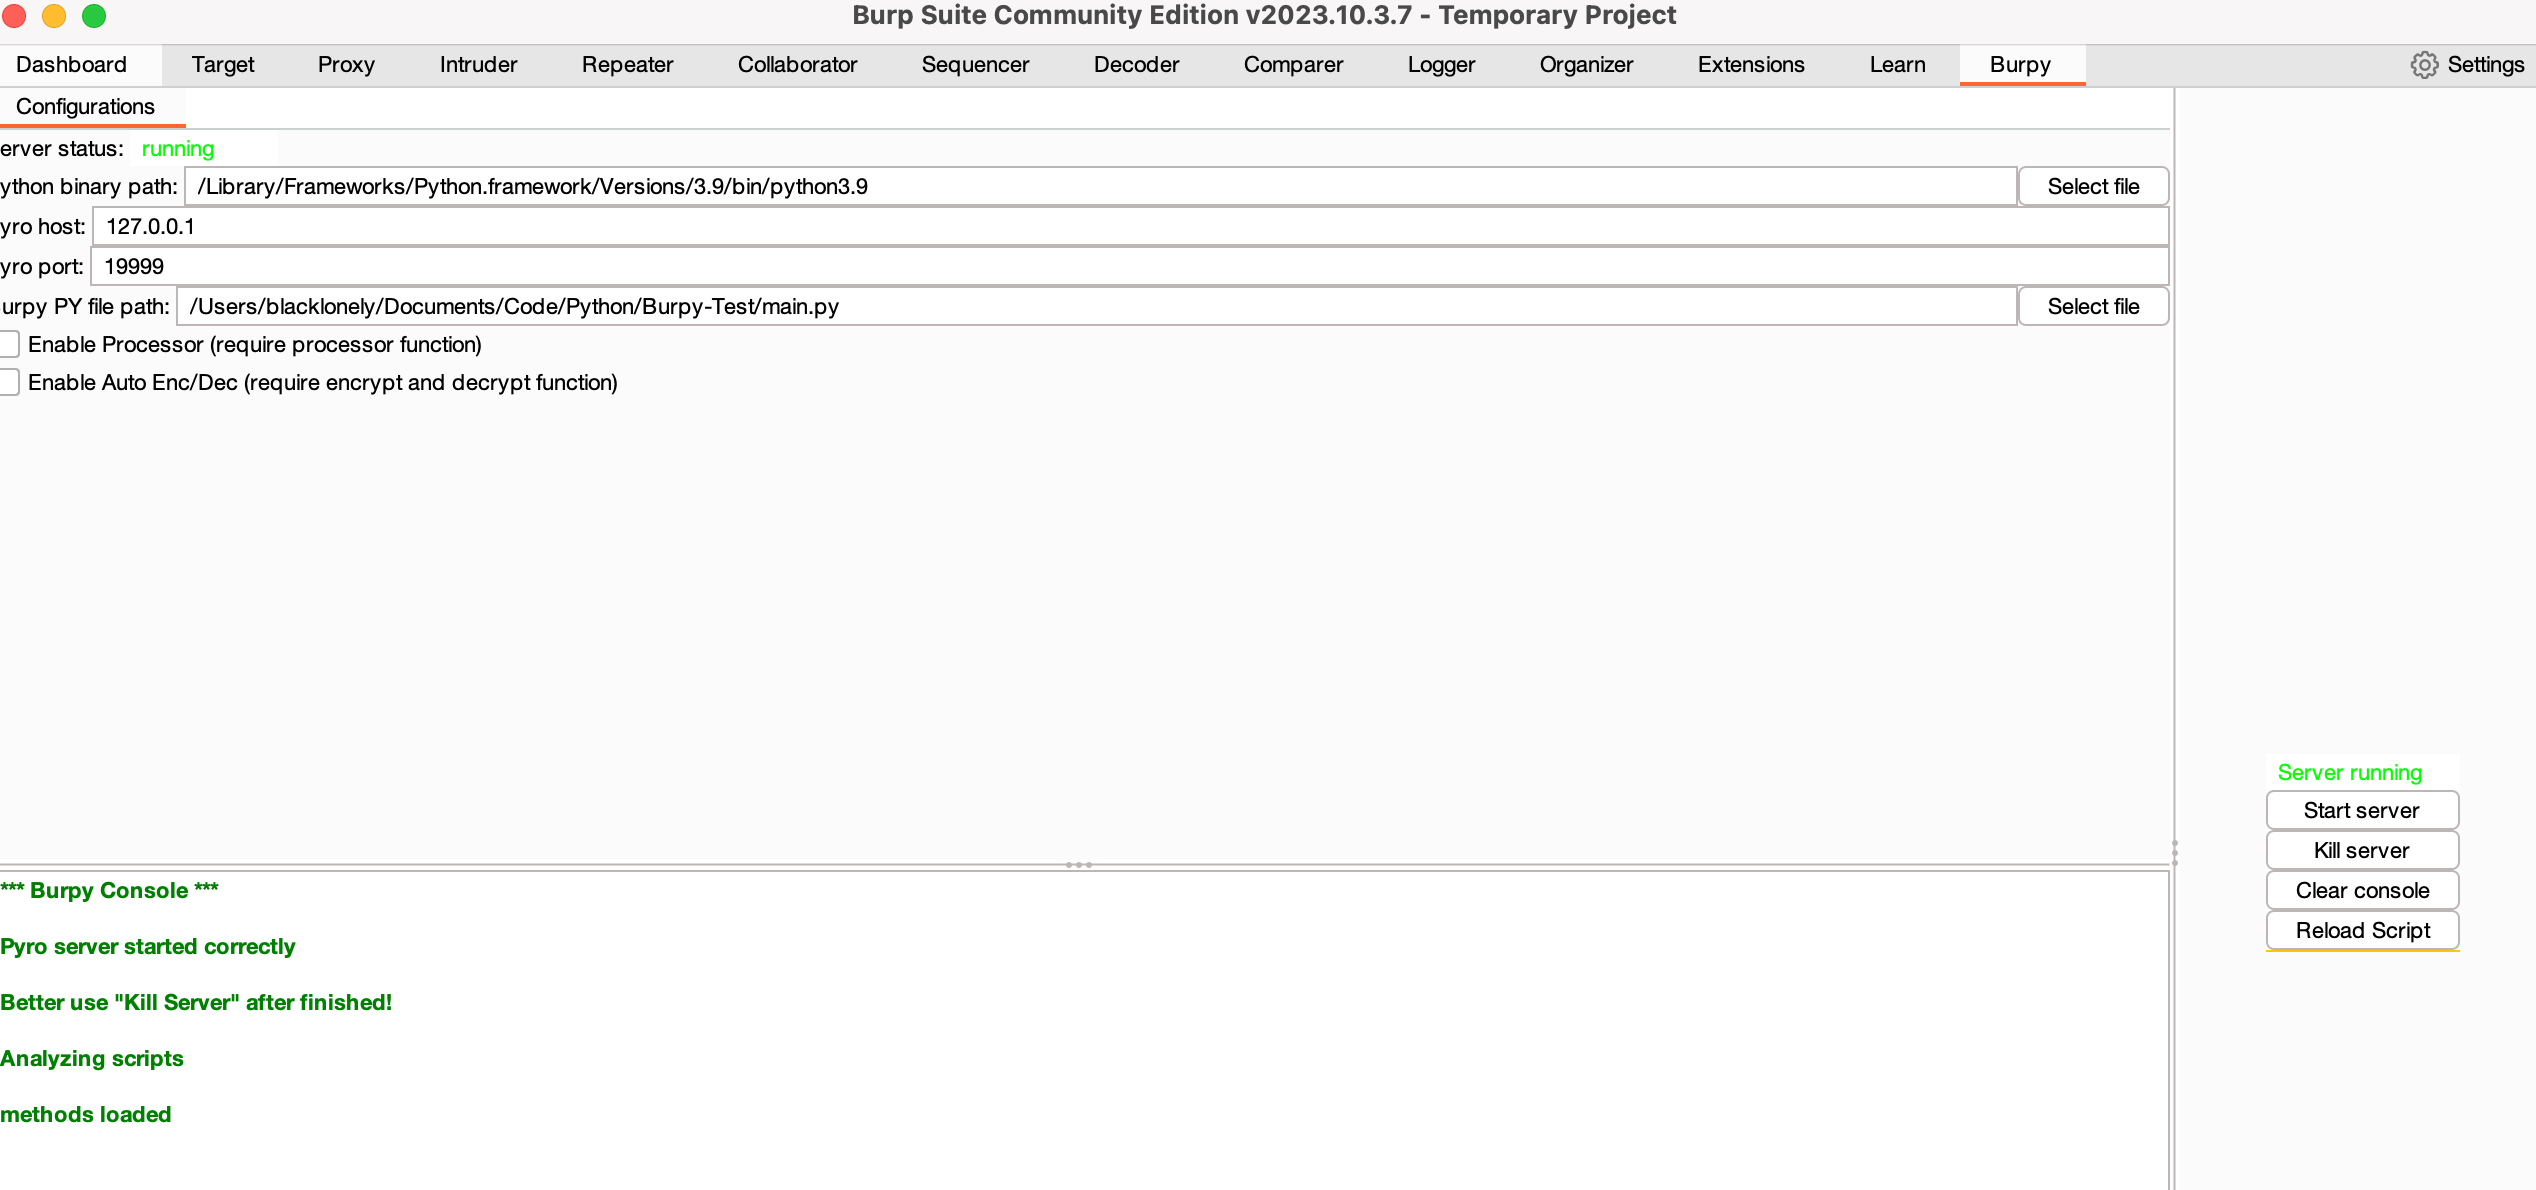 Burp Suite Community Edition v2023.10.3.7 - Temporary Project
Dashboard Target Proxy Intruder Repeater Collaborator Sequencer Decoder Comparer Logger Organizer Extensions Learn Burpy Settings
Configurations
erver status: running
ython binary path: /Library/Frameworks/Python.framework/Versions/3.9/bin/python3.9 Select file
yro host: 127.0.0.1
yro port: 19999
urpy PY file path: /Users/blacklonely/Documents/Code/Python/Burpy-Test/main.py Select file
Enable Processor (require processor function)
Enable Auto Enc/Dec (require encrypt and decrypt function)
Server running
Start server
Kill server
Clear console
Reload Script
*** Burpy Console ***
Pyro server started correctly
Better use "Kill Server" after finished!
Analyzing scripts
methods loaded